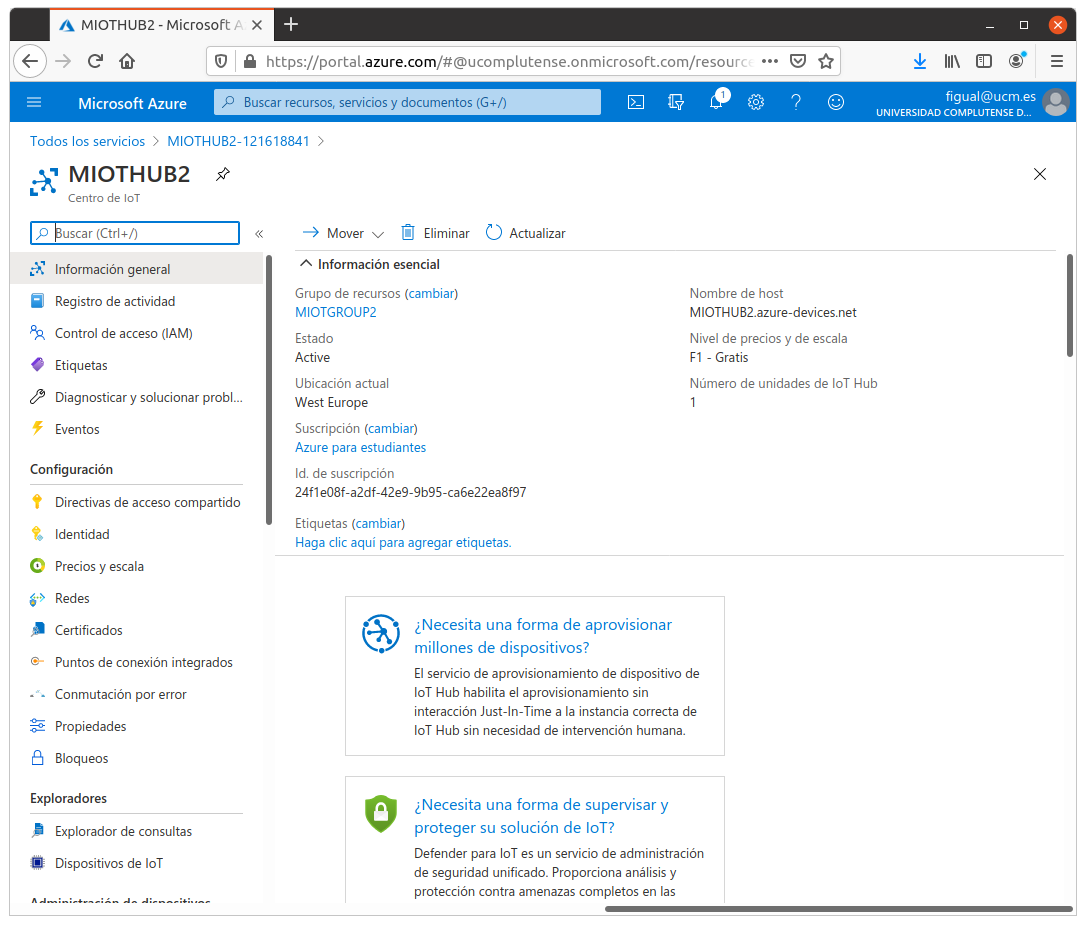 MIOTHUB2 - Microsoft A
https://portal.azure.com/#@ucomplutense.onmicrosoft.com/resource
Microsoft Azure
Buscar recursos, servicios y documentos (G+/)
1
figual@ucm.es
UNIVERSIDAD COMPLUTENSE D...
Todos los servicios > MIOTHUB2-121618841 >
MIOTHUB2
Centro de IoT
Buscar (Ctrl+/)
«
Información general
Registro de actividad
Control de acceso (IAM)
Etiquetas
Diagnosticar y solucionar probl...
Eventos
Configuración
Directivas de acceso compartido
Identidad
Precios y escala
Redes
Certificados
Puntos de conexión integrados
Conmutación por error
Propiedades
Bloqueos
Exploradores
Explorador de consultas
Dispositivos de IoT
Administración de dispositivos
Mover
Eliminar
Actualizar
Información esencial
Grupo de recursos (cambiar)
MIOTGROUP2
Estado
Active
Ubicación actual
West Europe
Suscripción (cambiar)
Azure para estudiantes
Id. de suscripción
24f1e08f-a2df-42e9-9b95-ca6e22ea8f97
Etiquetas (cambiar)
Haga clic aquí para agregar etiquetas.
Nombre de host
MIOTHUB2.azure-devices.net
Nivel de precios y de escala
F1 - Gratis
Número de unidades de IoT Hub
1
¿Necesita una forma de aprovisionar
millones de dispositivos?
El servicio de aprovisionamiento de dispositivo de
IoT Hub habilita el aprovisionamiento sin
interacción Just-In-Time a la instancia correcta de
IoT Hub sin necesidad de intervención humana.
¿Necesita una forma de supervisar y
proteger su solución de IoT?
Defender para IoT es un servicio de administración
de seguridad unificado. Proporciona análisis y
protección contra amenazas completos en las